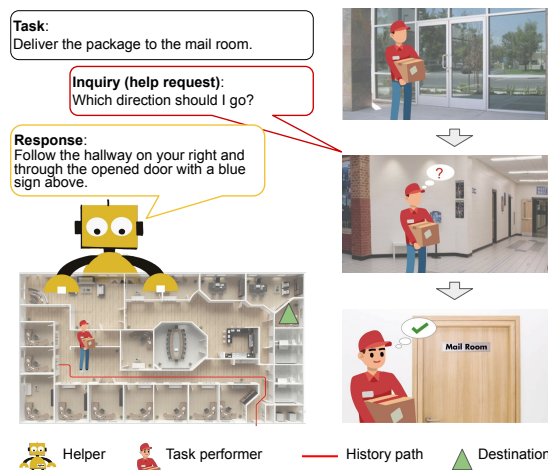 Task:
Deliver the package to the mail room.
Inquiry (help request):
Which direction should I go?
Response:
Follow the hallway on your right and
through the opened door with a blue
sign above.
?
Mail Room
Helper
Task performer
History path
Destination